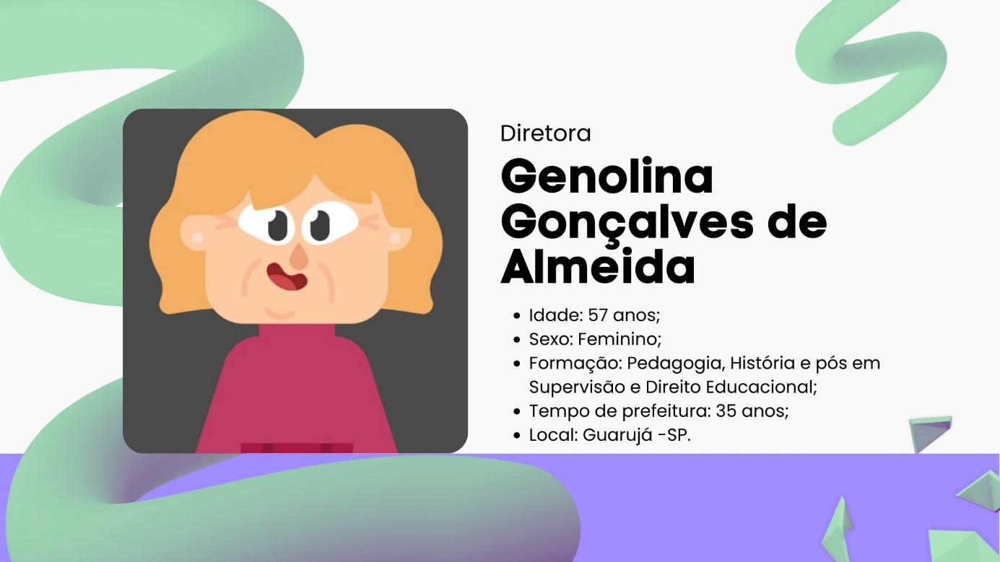 Diretora
Genolina
Gonçalves de
Almeida
• Idade: 57 anos;
• Sexo: Feminino;
• Formação: Pedagogia, História e pós em
Supervisão e Direito Educacional;
• Tempo de prefeitura: 35 anos;
• Local: Guarujá -SP.